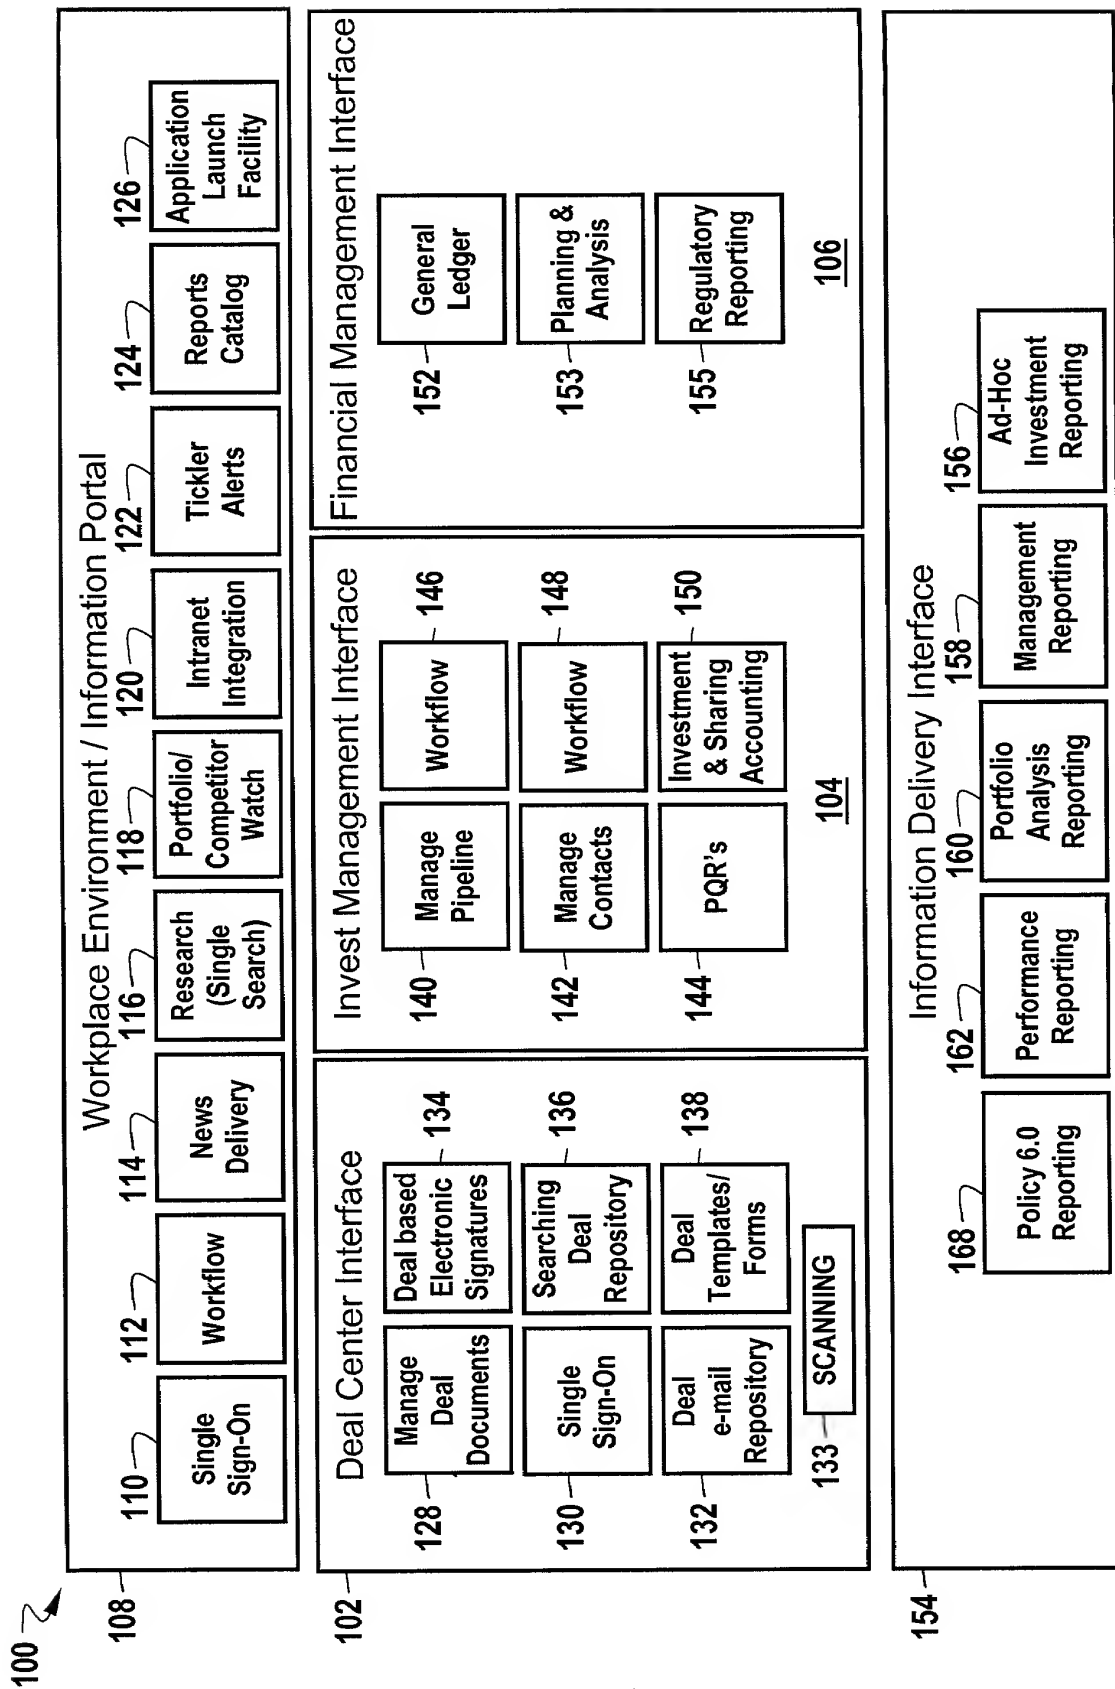 100
108
Workplace Environment / Information Portal
110
112
114
116
118
120
122
124
126
Single
Sign-On
Workflow
News
Delivery
Research
(Single
Search)
Portfolio/
Competitor
Watch
Intranet
Integration
Tickler
Alerts
Reports
Catalog
Application
Launch
Facility
102
Deal Center Interface
128
Manage
Deal
Documents
Deal based
Electronic
Signatures
134
130
Single
Sign-On
Searching
Deal
Repository
136
132
Deal
e-mail
Repository
Deal
Templates/
Forms
138
133
SCANNING
Invest Management Interface
140
Manage
Pipeline
Workflow
146
142
Manage
Contacts
Workflow
148
144
PQR's
Investment
& Sharing
Accounting
150
104
Financial Management Interface
152
General
Ledger
153
Planning &
Analysis
155
Regulatory
Reporting
106
154
Information Delivery Interface
168
162
160
158
156
Policy 6.0
Reporting
Performance
Reporting
Portfolio
Analysis
Reporting
Management
Reporting
Ad-Hoc
Investment
Reporting